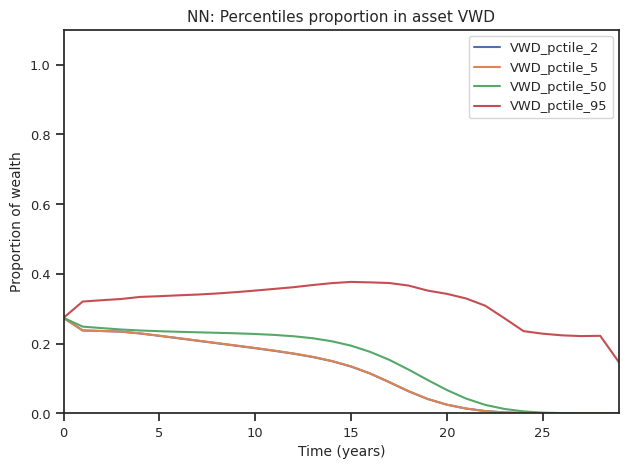 NN: Percentiles proportion in asset VWD
VWD_pctile_2
VWD_pctile_5
VWD_pctile_50
VWD_pctile_95
Proportion of wealth
1.0
0.8
0.6
0.4
0.2
0.0
0 5 10 15 20 25
Time (years)